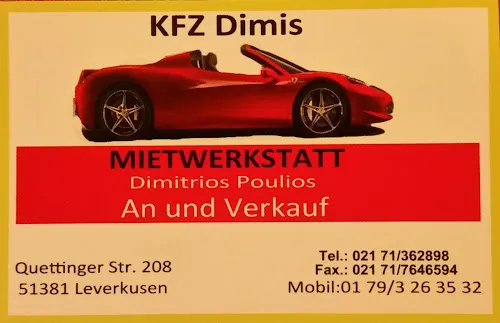 KFZ Dimis
MIETWERKSTATT
Dimitrios Poulios
An und Verkauf
Quettinger Str. 208
51381 Leverkusen
Tel.: 021 71/362898
Fax.: 021 71/7646594
Mobil:01 79/3 26 35 32